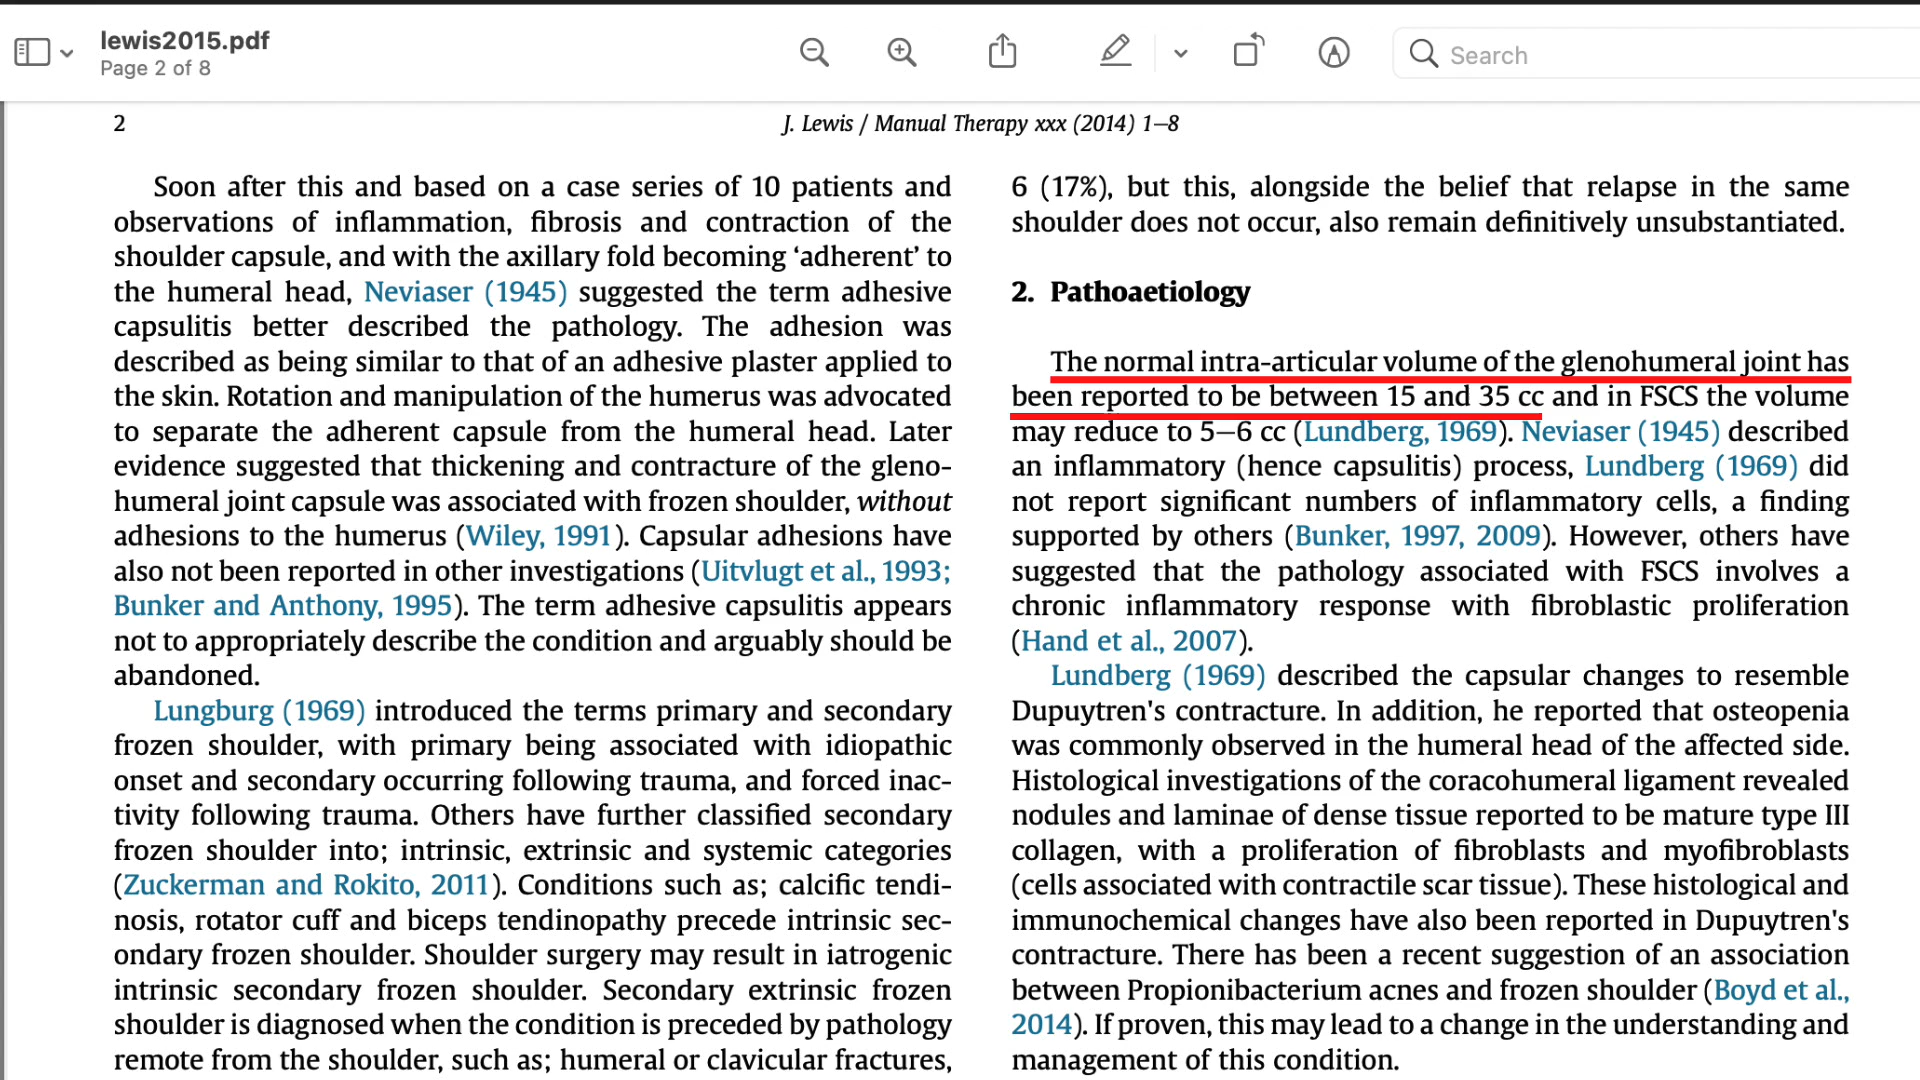 lewis2015.pdf
Page 2 of 8
Search
2
J. Lewis / Manual Therapy xxx (2014) 1–8
Soon after this and based on a case series of 10 patients and
observations of inflammation, fibrosis and contraction of the
shoulder capsule, and with the axillary fold becoming ‘adherent’ to
the humeral head, Neviaser (1945) suggested the term adhesive
capsulitis better described the pathology. The adhesion was
described as being similar to that of an adhesive plaster applied to
the skin. Rotation and manipulation of the humerus was advocated
to separate the adherent capsule from the humeral head. Later
evidence suggested that thickening and contracture of the gleno-
humeral joint capsule was associated with frozen shoulder, without
adhesions to the humerus (Wiley, 1991). Capsular adhesions have
also not been reported in other investigations (Uitvlugt et al., 1993;
Bunker and Anthony, 1995). The term adhesive capsulitis appears
not to appropriately describe the condition and arguably should be
abandoned.
Lungburg (1969) introduced the terms primary and secondary
frozen shoulder, with primary being associated with idiopathic
onset and secondary occurring following trauma, and forced inac-
tivity following trauma. Others have further classified secondary
frozen shoulder into; intrinsic, extrinsic and systemic categories
(Zuckerman and Rokito, 2011). Conditions such as; calcific tendi-
nosis, rotator cuff and biceps tendinopathy precede intrinsic sec-
ondary frozen shoulder. Shoulder surgery may result in iatrogenic
intrinsic secondary frozen shoulder. Secondary extrinsic frozen
shoulder is diagnosed when the condition is preceded by pathology
remote from the shoulder, such as; humeral or clavicular fractures,
6 (17%), but this, alongside the belief that relapse in the same
shoulder does not occur, also remain definitively unsubstantiated.
2. Pathoaetiology
The normal intra-articular volume of the glenohumeral joint has
been reported to be between 15 and 35 cc and in FSCS the volume
may reduce to 5–6 cc (Lundberg, 1969). Neviaser (1945) described
an inflammatory (hence capsulitis) process, Lundberg (1969) did
not report significant numbers of inflammatory cells, a finding
supported by others (Bunker, 1997, 2009). However, others have
suggested that the pathology associated with FSCS involves a
chronic inflammatory response with fibroblastic proliferation
(Hand et al., 2007).
Lundberg (1969) described the capsular changes to resemble
Dupuytren's contracture. In addition, he reported that osteopenia
was commonly observed in the humeral head of the affected side.
Histological investigations of the coracohumeral ligament revealed
nodules and laminae of dense tissue reported to be mature type III
collagen, with a proliferation of fibroblasts and myofibroblasts
(cells associated with contractile scar tissue). These histological and
immunochemical changes have also been reported in Dupuytren's
contracture. There has been a recent suggestion of an association
between Propionibacterium acnes and frozen shoulder (Boyd et al.,
2014). If proven, this may lead to a change in the understanding and
management of this condition.